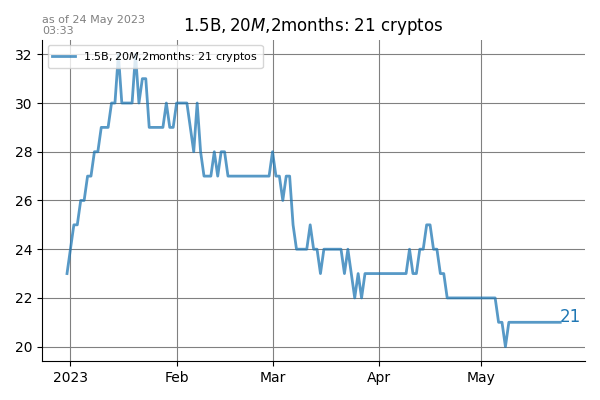 as of 24 May 2023
03:33
1.5B, 20M,2months: 21 cryptos
1.5B, 20M,2months: 21 cryptos
32
30
28
26
24
22
20
21
2023 Feb Mar Apr May